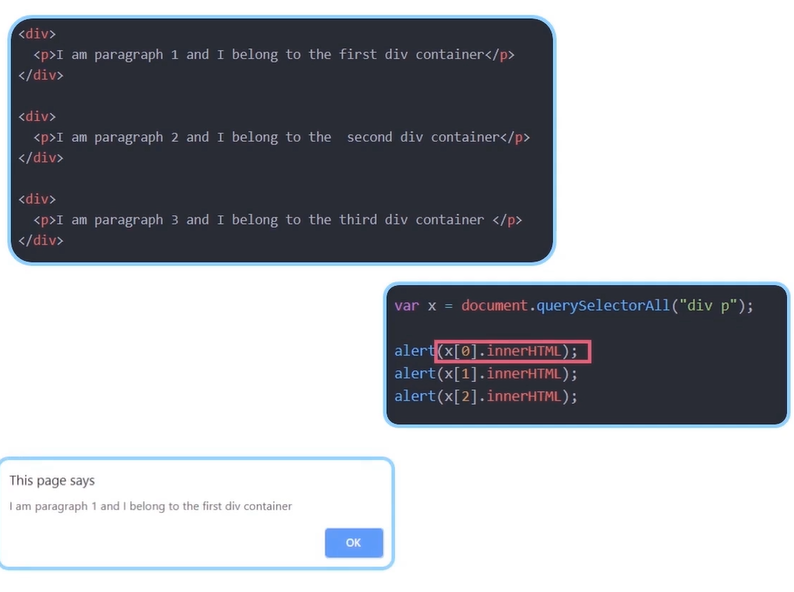 <div>
<p>I am paragraph 1 and I belong to the first div container</p>
</div>
<div>
<p>I am paragraph 2 and I belong to the  second div container</p>
</div>
<div>
<p>I am paragraph 3 and I belong to the third div container </p>
</div>
var x = document.querySelectorAll("div p");
alert(x[0].innerHTML);
alert(x[1].innerHTML);
alert(x[2].innerHTML);
This page says
I am paragraph 1 and I belong to the first div container
OK